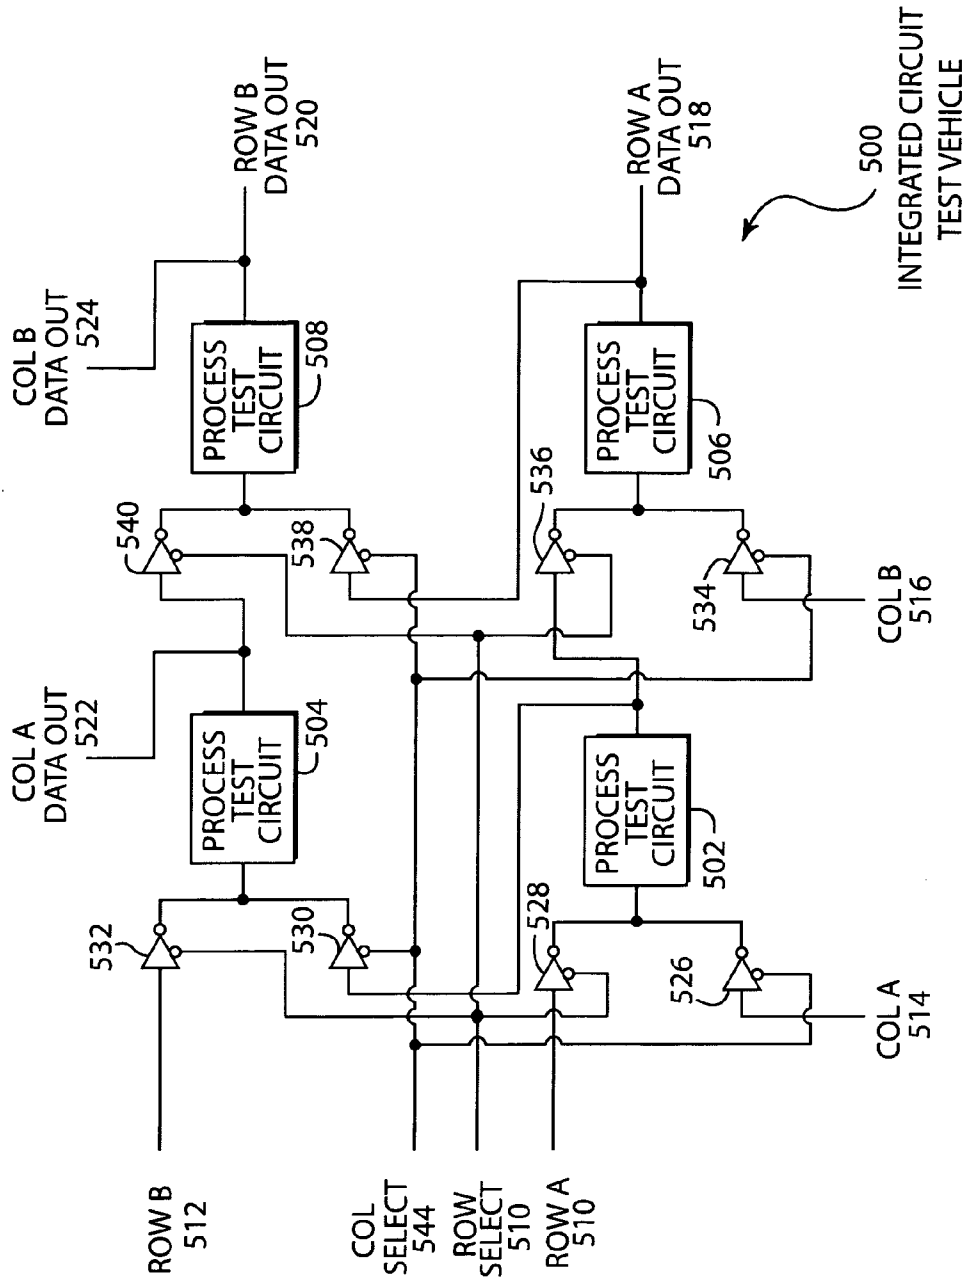 COL A
DATA OUT
522
COL B
DATA OUT
524
ROW B
512
532
530
PROCESS
TEST
CIRCUIT
504
540
538
PROCESS
TEST
CIRCUIT
508
ROW B
DATA OUT
520
COL
SELECT
544
ROW
SELECT
510
ROW A
510
528
526
PROCESS
TEST
CIRCUIT
502
536
534
PROCESS
TEST
CIRCUIT
506
ROW A
DATA OUT
518
COL A
514
COL B
516
500
INTEGRATED CIRCUIT
TEST VEHICLE